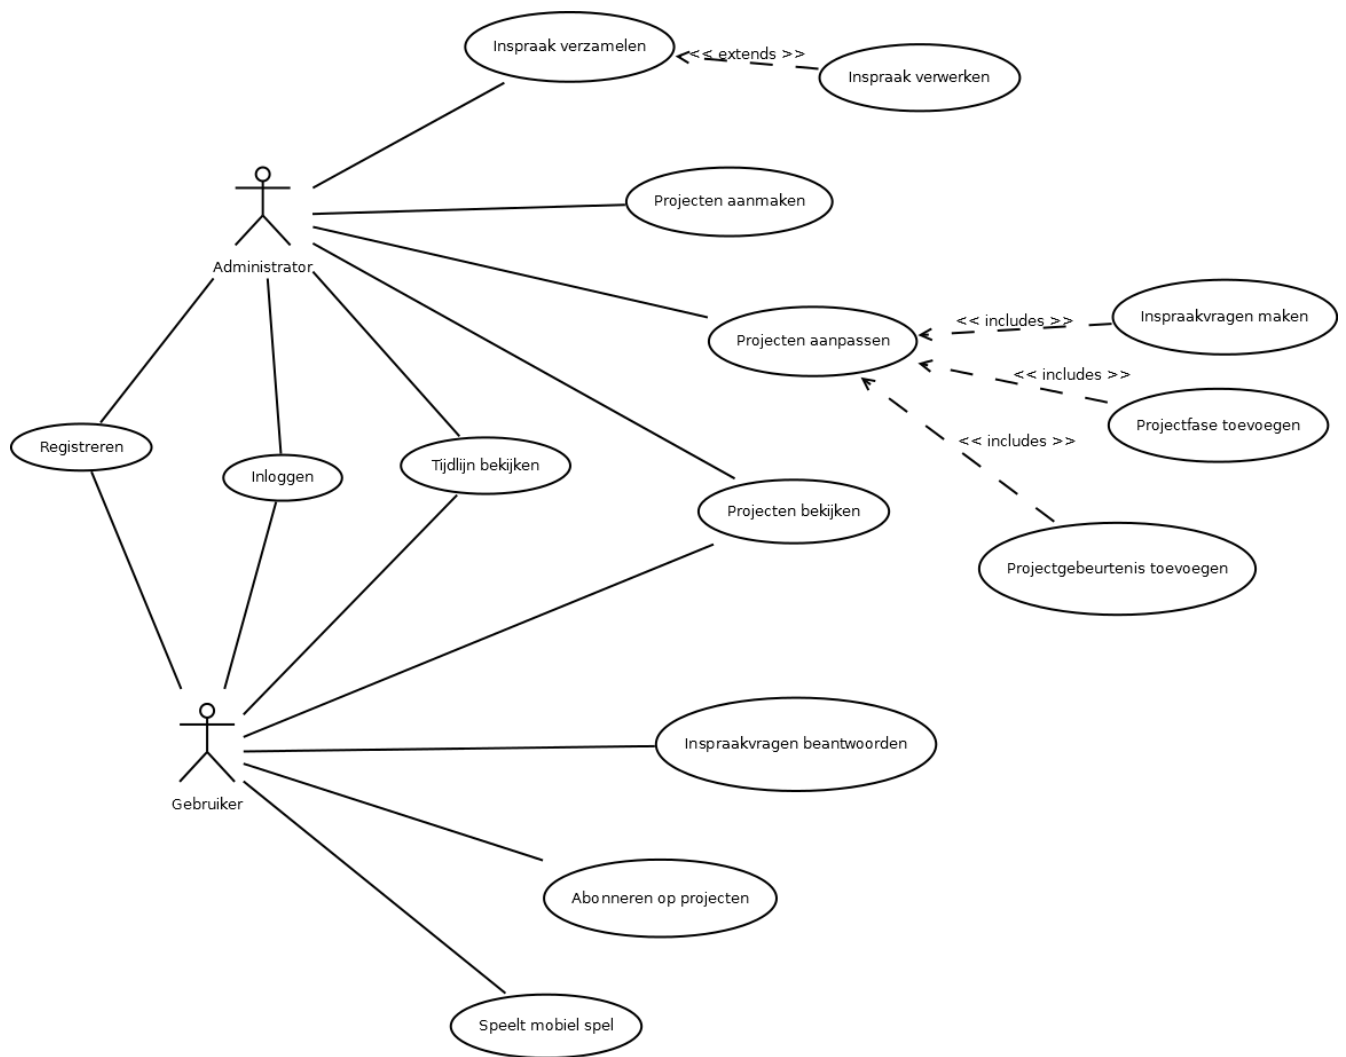 Inspraak verzamelen
<< extends >>
Inspraak verwerken
Projecten aanmaken
Administrator
Inspraakvragen maken
<< includes >>
Projecten aanpassen
<< includes >>
Projectfase toevoegen
<< includes >>
Registreren
Tijdlijn bekijken
Inloggen
Projecten bekijken
Projectgebeurtenis toevoegen
Inspraakvragen beantwoorden
Gebruiker
Abonneren op projecten
Speelt mobiel spel